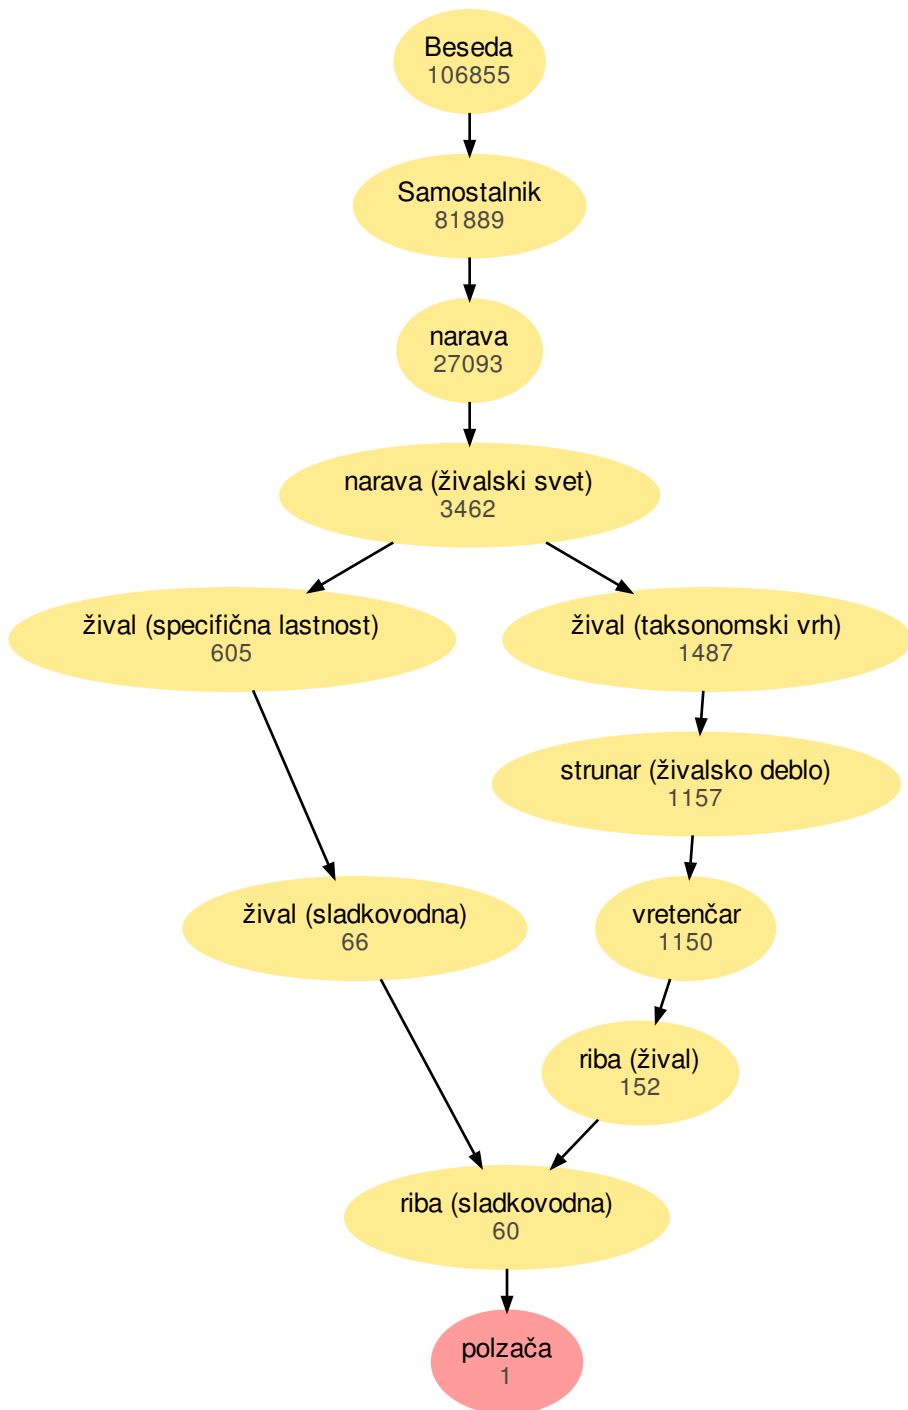 Beseda
106855
Samostalnik
81889
narava
27093
narava (živalski svet)
3462
žival (specifična lastnost)
605
žival (taksonomski vrh)
1487
strunar (živalsko deblo)
1157
žival (sladkovodna)
66
vretenčar
1150
riba (žival)
152
riba (sladkovodna)
60
polzača
1